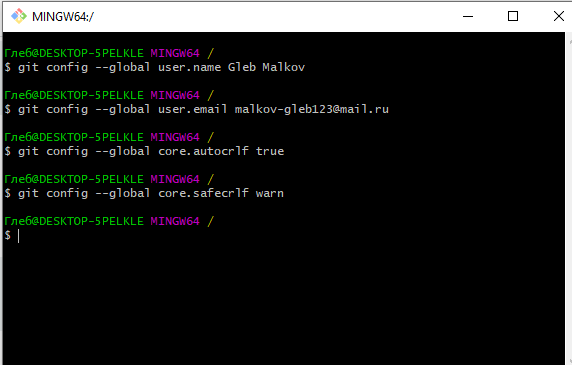 MINGW64:/
Глеб@DESKTOP-5PELKLE MINGW64 /
$ git config --global user.name Gleb Malkov
Глеб@DESKTOP-5PELKLE MINGW64 /
$ git config --global user.email malkov-gleb123@mail.ru
Глеб@DESKTOP-5PELKLE MINGW64 /
$ git config --global core.autocrlf true
Глеб@DESKTOP-5PELKLE MINGW64 /
$ git config --global core.safecrlf warn
Глеб@DESKTOP-5PELKLE MINGW64 /
$